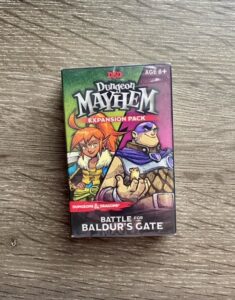 D&D
AGE 8+
Dungeon
MAYHEM
EXPANSION PACK
DUNGEONS & DRAGONS
BATTLE FOR
BALDUR'S GATE